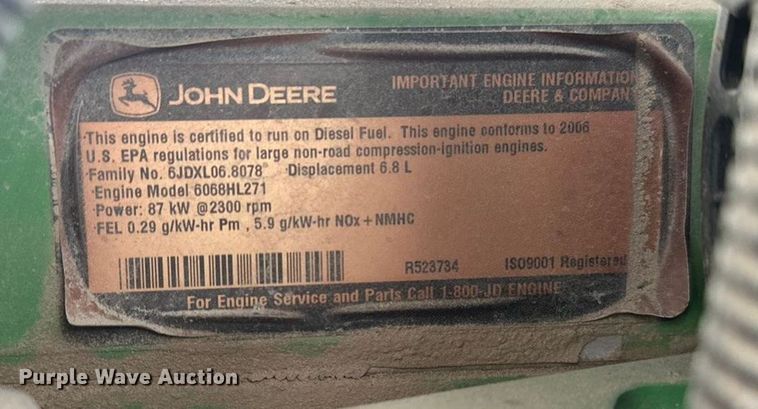 JOHN DEERE
IMPORTANT ENGINE INFORMATION
DEERE & COMPANY
This engine is certified to run on Diesel Fuel. This engine conforms to 2006
U.S. EPA regulations for large non-road compression-ignition engines.
Family No. 6JDXL06.8078 Displacement 6.8 L
Engine Model 6068HL271
Power: 87 kW @2300 rpm
FEL 0.29 g/kW-hr Pm , 5.9 g/kW-hr NOx + NMHC
R523734 ISO9001 Registered
For Engine Service and Parts Call 1-800-JD ENGINE
Purple Wave Auction